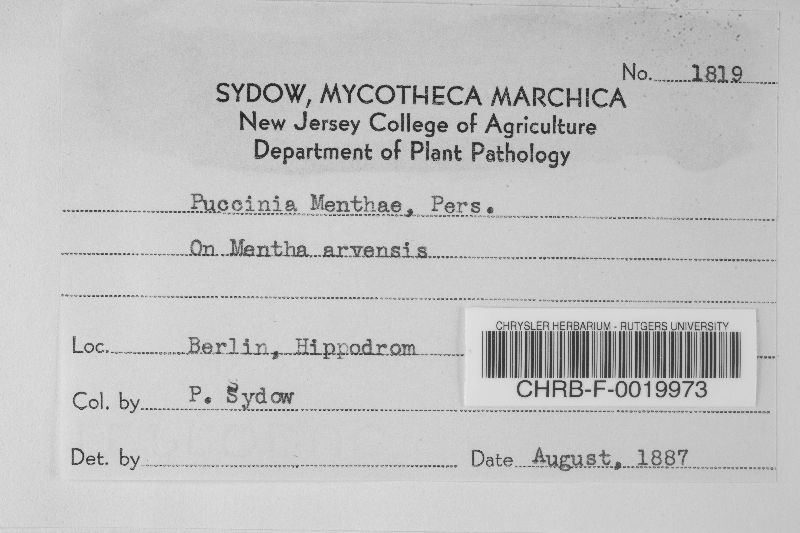 No. 1819
SYDOW, MYCOTHECA MARCHICA
New Jersey College of Agriculture
Department of Plant Pathology
Puccinia Menthae, Pers.
On Mentha arvensis
Loc. Berlin, Hippodrom
CHRYSLER HERBARIUM - RUTGERS UNIVERSITY
CHRB-F-0019973
Col. by P. Sydow
Det. by
Date August, 1887